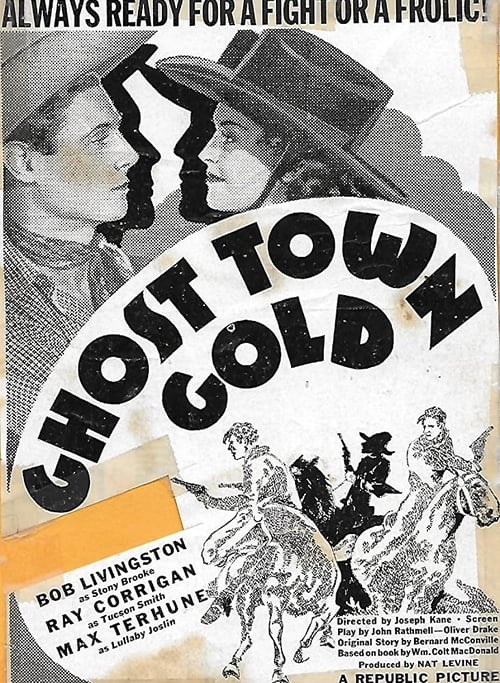 ALWAYS READY FOR A FIGHT OR A FROLIC!
GHOST TOWN
GOLD
BOB LIVINGSTON
as Stony Brooke
RAY CORRIGAN
as Tucson Smith
MAX TERHUNE
as Lullaby Joslin
Directed by Joseph Kane • Screen
Play by John Rathmell—Oliver Drake
Original Story by Bernard McConville
Based on book by Wm. Colt MacDonald
Produced by NAT LEVINE
A REPUBLIC PICTURE